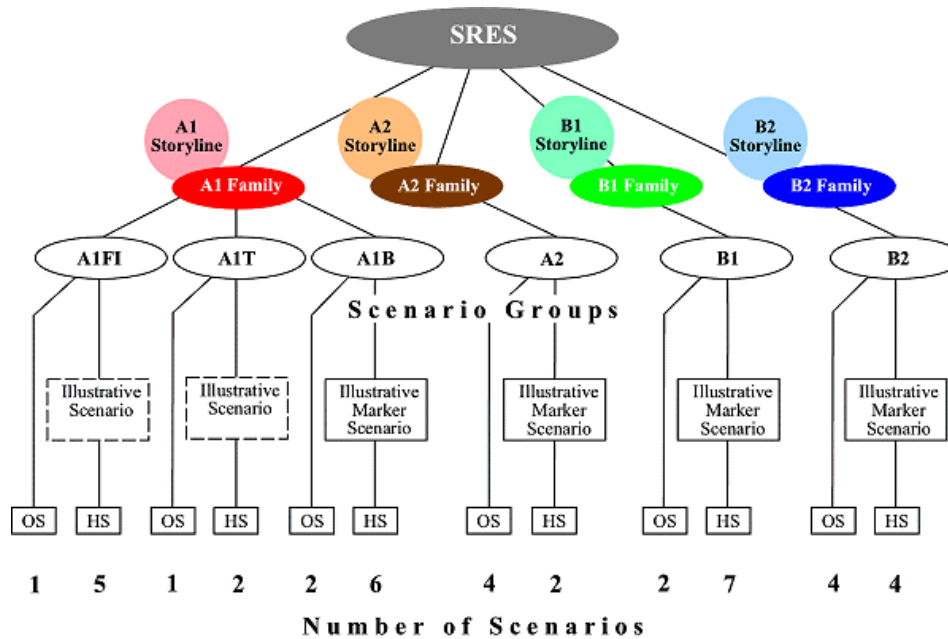 SRES
A1
Storyline
A2
Storyline
B1
Storyline
B2
Storyline
A1 Family
A2 Family
B1 Family
B2 Family
A1FI
A1T
A1B
A2
B1
B2
Scenario Groups
Illustrative
Scenario
Illustrative
Scenario
Illustrative
Marker
Scenario
Illustrative
Marker
Scenario
Illustrative
Marker
Scenario
Illustrative
Marker
Scenario
OS HS OS HS OS HS OS HS OS HS OS HS
1 5 1 2 2 6 4 2 2 7 4 4
Number of Scenarios